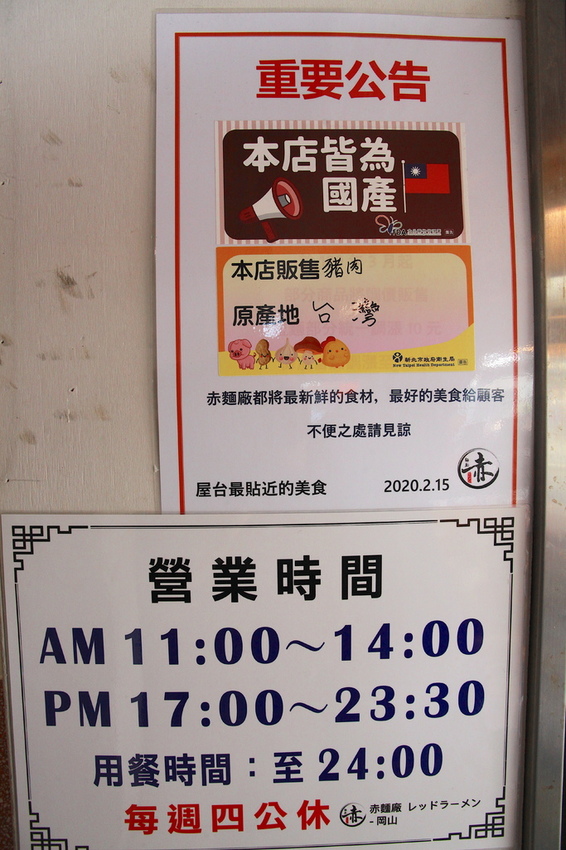 重要公告
本店皆為
國產
本店販售豬肉
原產地 台灣
新北市政府衛生局
New Taipei Health Department
赤麵廠都將最新鮮的食材，最好的美食給顧客
不便之處請見諒
赤
屋台最貼近的美食 2020.2.15
營業時間
AM 11:00～14:00
PM 17:00～23:30
用餐時間：至 24:00
每週四公休 赤 赤麵廠 レッドラーメン
-岡山